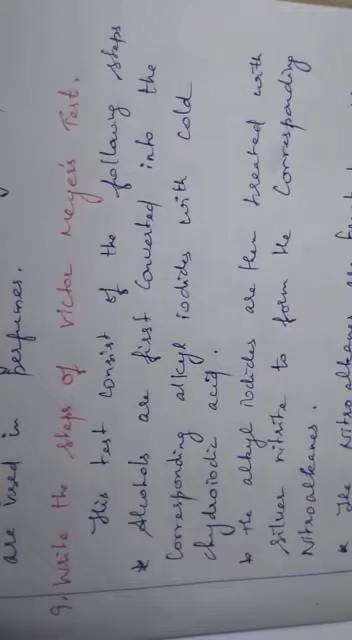 are used in perfumes.
9. Write the steps of Victor Meyer's Test.
This test consist of the following steps
* Alcohols are first converted into the
Corresponding alkyl iodides with cold
hydroiodic acid.
* the alkyl iodides are then treated with
Silver nitrite to form the Corresponding
Nitroalkanes.
* The Nitroalkanes are